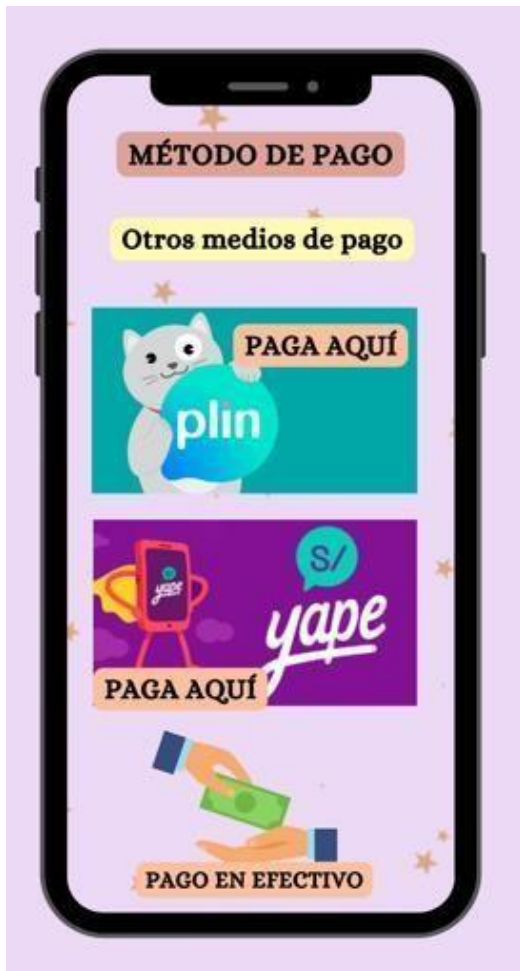 MÉTODO DE PAGO
Otros medios de pago
PAGA AQUÍ
plin
S/
yape
yape
PAGA AQUÍ
PAGO EN EFECTIVO